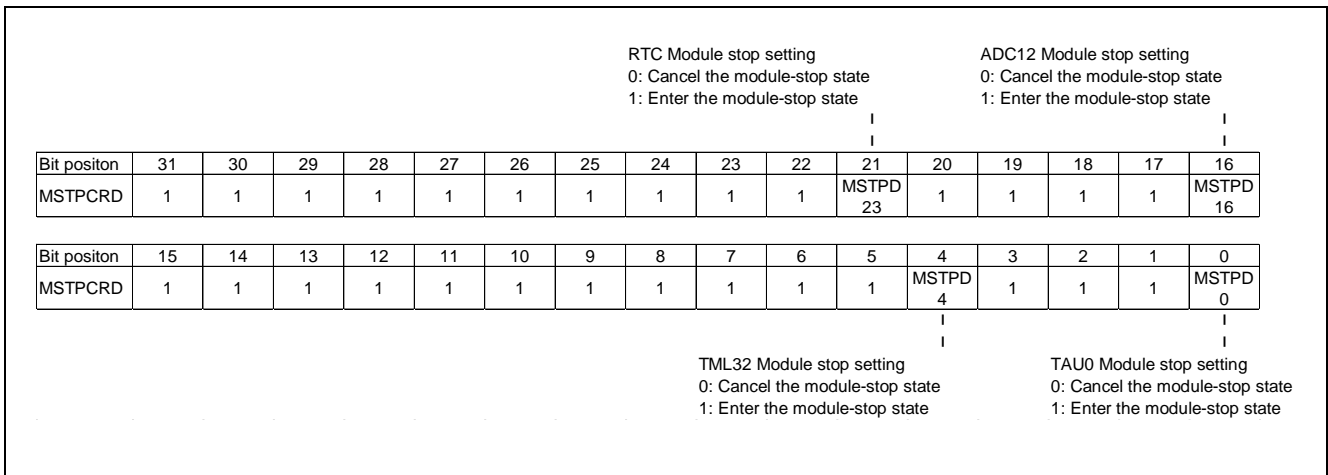 RTC Module stop setting
0: Cancel the module-stop state
1: Enter the module-stop state
ADC12 Module stop setting
0: Cancel the module-stop state
1: Enter the module-stop state
Bit positon 31 30 29 28 27 26 25 24 23 22 21 20 19 18 17 16
MSTPCRD 1 1 1 1 1 1 1 1 1 1 MSTPD 23 1 1 1 1 MSTPD 16
Bit positon 15 14 13 12 11 10 9 8 7 6 5 4 3 2 1 0
MSTPCRD 1 1 1 1 1 1 1 1 1 1 1 MSTPD 4 1 1 1 MSTPD 0
TML32 Module stop setting
0: Cancel the module-stop state
1: Enter the module-stop state
TAU0 Module stop setting
0: Cancel the module-stop state
1: Enter the module-stop state